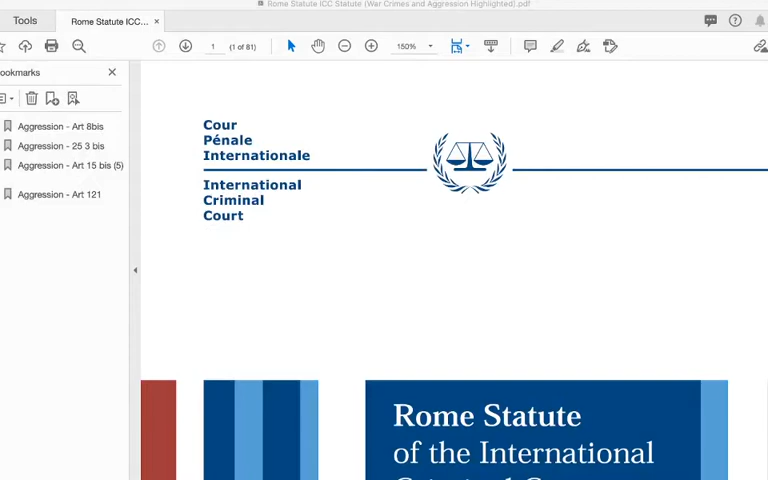 Rome Statute ICC Statute (War Crimes and Aggression Highlighted).pdf
Tools
Rome Statute ICC... ×
1 (1 of 81)
150%
ookmarks
Aggression - Art 8bis
Aggression - 25 3 bis
Aggression - Art 15 bis (5)
Aggression - Art 121
Cour
Pénale
Internationale
International
Criminal
Court
Rome Statute
of the International